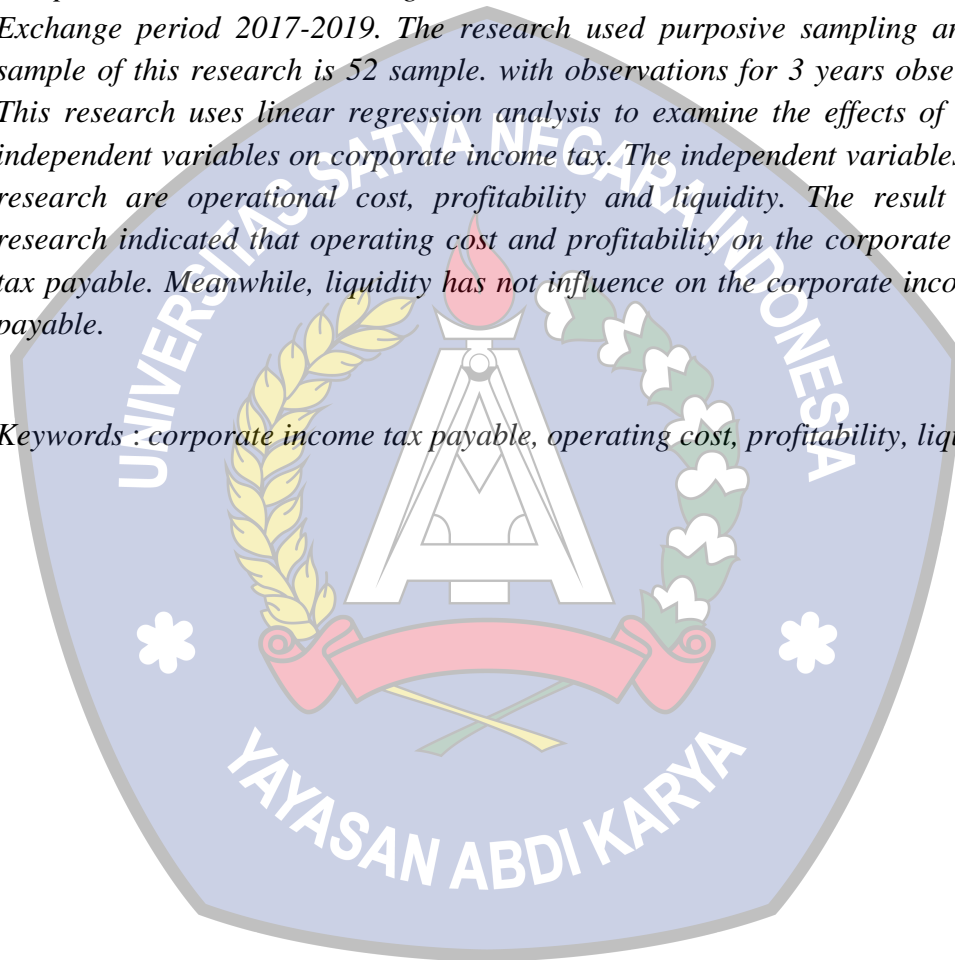 Exchange period 2017-2019. The research used purposive sampling an
sample of this research is 52 sample. with observations for 3 years obse
This research uses linear regression analysis to examine the effects of
independent variables on corporate income tax. The independent variables
research are operational cost, profitability and liquidity. The result
research indicated that operating cost and profitability on the corporate
tax payable. Meanwhile, liquidity has not influence on the corporate inco
payable.
Keywords : corporate income tax payable, operating cost, profitability, liqu
UNIVERSITAS SATYA NEGARA INDONESIA
YAYASAN ABDI KARYA